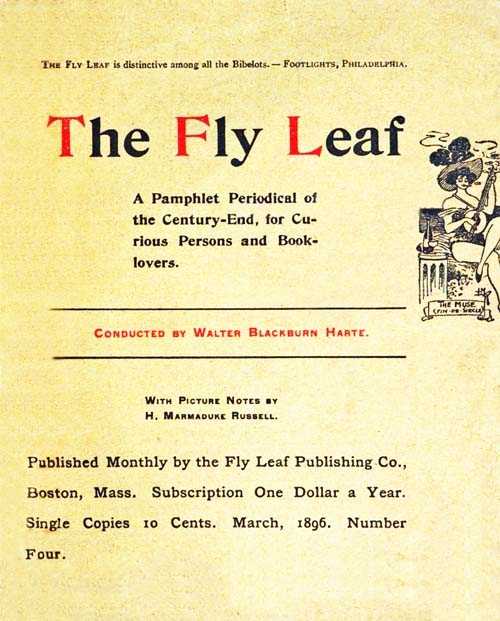 The Fly Leaf is distinctive among all the Bibelots.— Footlights, Philadelphia.
The Fly Leaf
A Pamphlet Periodical of
the Century-End, for Cu-
rious Persons and Book-
lovers.
THE MUSE
(FIN DE SIECLE)
Conducted by Walter Blackburn Harte.
With Picture Notes by
H. Marmaduke Russell.
Published Monthly by the Fly Leaf Publishing Co.,
Boston, Mass. Subscription One Dollar a Year.
Single Copies 10 Cents. March, 1896. Number
Four.